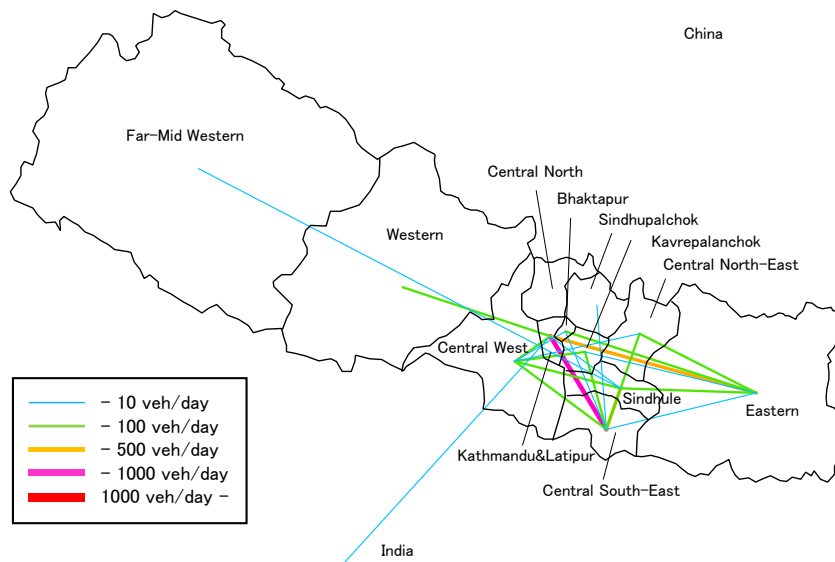 China
Far-Mid Western
Central North
Bhaktapur
Sindhupalchok
Western
Kavrepalanchok
Central North-East
Central West
Sindhule
Eastern
Kathmandu&Latipur
Central South-East
India
- 10 veh/day
- 100 veh/day
- 500 veh/day
- 1000 veh/day
1000 veh/day -